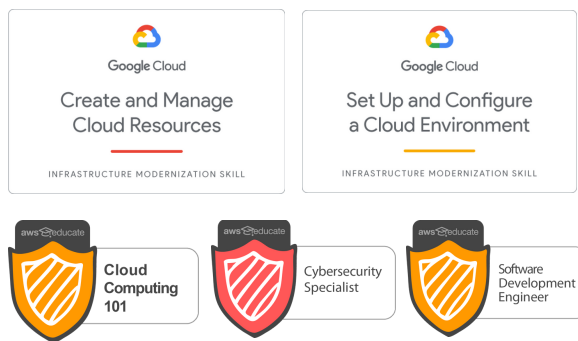 Google Cloud
Create and Manage
Cloud Resources
INFRASTRUCTURE MODERNIZATION SKILL
Google Cloud
Set Up and Configure
a Cloud Environment
INFRASTRUCTURE MODERNIZATION SKILL
aws educate
Cloud
Computing
101
aws educate
Cybersecurity
Specialist
aws educate
Software
Development
Engineer